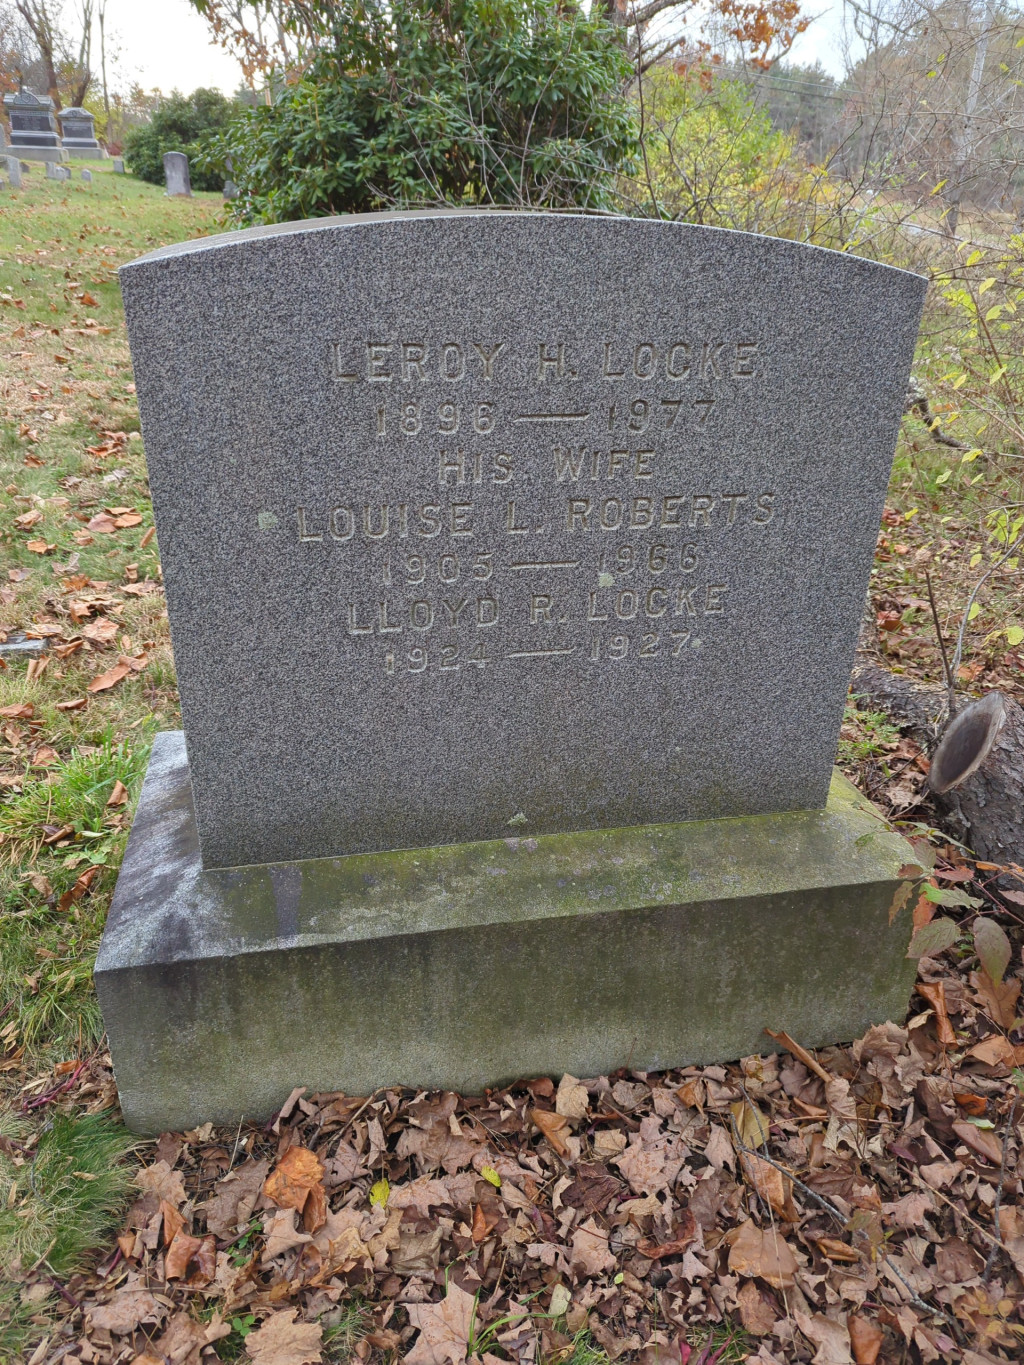 LEROY H. LOCKE
1896 — 1977
HIS WIFE
LOUISE L. ROBERTS
1905 — 1966
LLOYD R. LOCKE
1924 — 1927